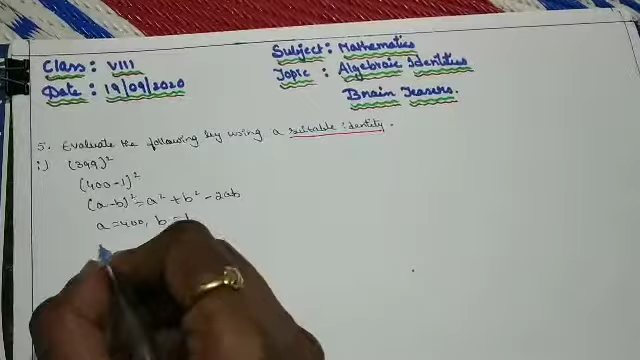 Class: VIII
Subject: Mathematics
Date: 19/09/2020
Topic: Algebraic Identities
Brain Teasers.
5. Evaluate the following by using a suitable identity.
i) (399)²
(400-1)²
(a-b)² = a² + b² - 2ab
a = 400, b = 1